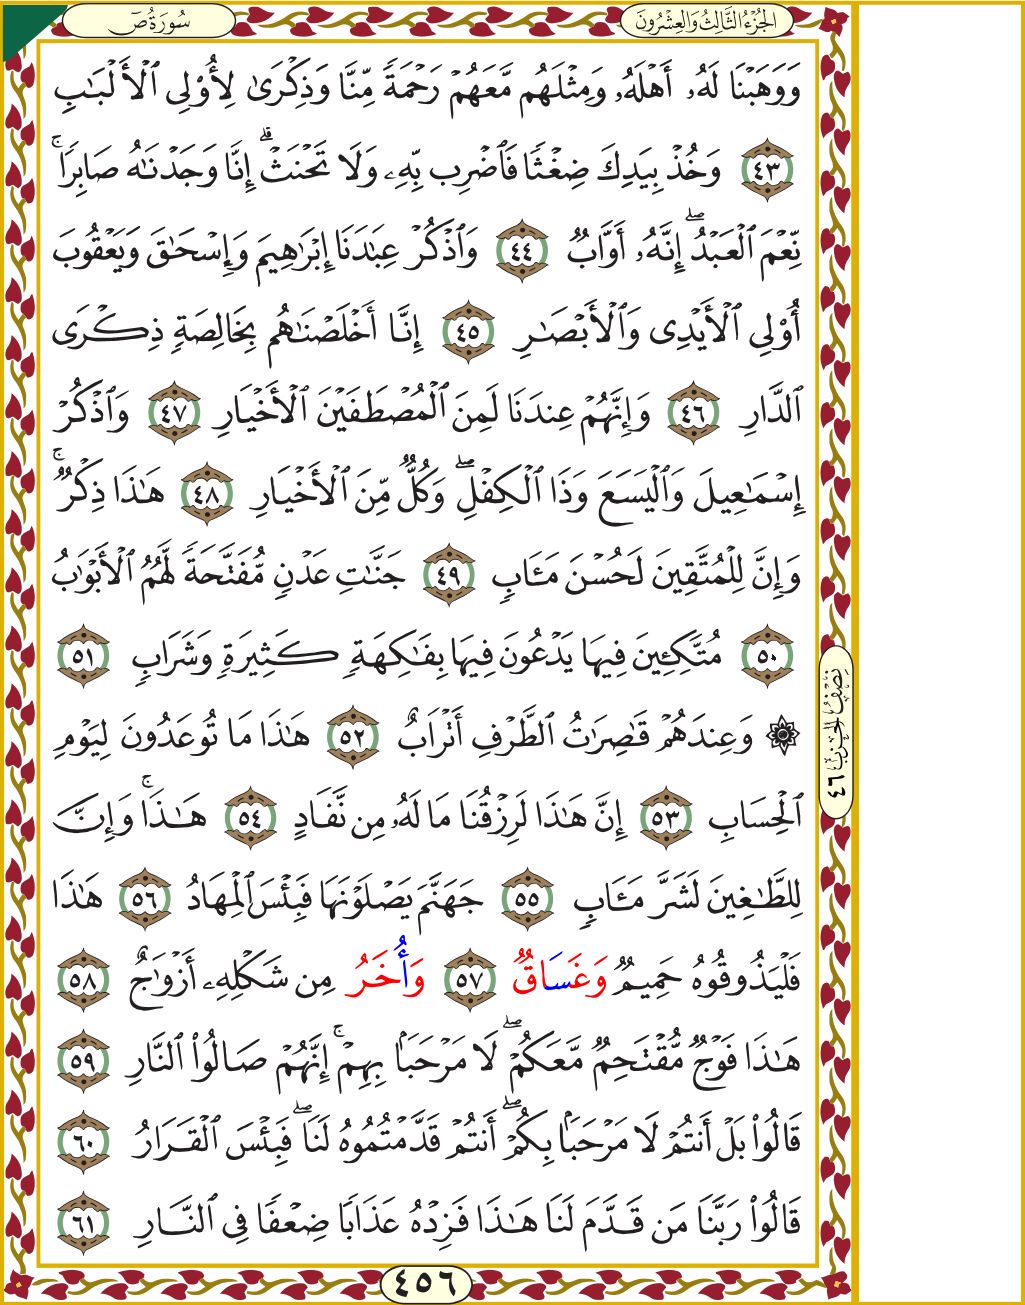 سُورَةُ صٓ
الجُزْءُ الثَّالِثُ وَالعِشْرُونَ
وَوَهَبْنَا لَهُۥٓ أَهْلَهُۥ وَمِثْلَهُم مَّعَهُمْ رَحْمَةً مِّنَّا وَذِكْرَىٰ لِأُوْلِى ٱلْأَلْبَٰبِ
٤٣ وَخُذْ بِيَدِكَ ضِغْثًا فَٱضْرِب بِّهِۦ وَلَا تَحْنَثْ ۗ إِنَّا وَجَدْنَٰهُ صَابِرًا ۚ
نِّعْمَ ٱلْعَبْدُ ۖ إِنَّهُۥٓ أَوَّابٌ ٤٤ وَٱذْكُرْ عِبَٰدَنَا إِبْرَٰهِيمَ وَإِسْحَٰقَ وَيَعْقُوبَ
أُوْلِى ٱلْأَيْدِى وَٱلْأَبْصَٰرِ ٤٥ إِنَّا أَخْلَصْنَٰهُم بِخَالِصَةٍ ذِكْرَى
ٱلدَّارِ ٤٦ وَإِنَّهُمْ عِندَنَا لَمِنَ ٱلْمُصْطَفَيْنَ ٱلْأَخْيَارِ ٤٧ وَٱذْكُرْ
إِسْمَٰعِيلَ وَٱلْيَسَعَ وَذَا ٱلْكِفْلِ ۖ وَكُلٌّ مِّنَ ٱلْأَخْيَارِ ٤٨ هَٰذَا ذِكْرٌ ۚ
وَإِنَّ لِلْمُتَّقِينَ لَحُسْنَ مَـَٔابٍ ٤٩ جَنَّٰتِ عَدْنٍ مُّفَتَّحَةً لَّهُمُ ٱلْأَبْوَٰبُ
٥٠ مُتَّكِـِٔينَ فِيهَا يَدْعُونَ فِيهَا بِفَٰكِهَةٍ كَثِيرَةٍ وَشَرَابٍ ٥١
۞ وَعِندَهُمْ قَٰصِرَٰتُ ٱلطَّرْفِ أَتْرَابٌ ٥٢ هَٰذَا مَا تُوعَدُونَ لِيَوْمِ
ٱلْحِسَابِ ٥٣ إِنَّ هَٰذَا لَرِزْقُنَا مَا لَهُۥ مِن نَّفَادٍ ٥٤ هَٰذَا ۚ وَإِنَّ
لِلطَّٰغِينَ لَشَرَّ مَـَٔابٍ ٥٥ جَهَنَّمَ يَصْلَوْنَهَا فَبِئْسَ ٱلْمِهَادُ ٥٦ هَٰذَا
فَلْيَذُوقُوهُ حَمِيمٌ وَغَسَاقٌ ٥٧ وَأُخَرُ مِن شَكْلِهِۦٓ أَزْوَٰجٌ ٥٨
هَٰذَا فَوْجٌ مُّقْتَحِمٌ مَّعَكُمْ ۖ لَا مَرْحَبًا بِهِمْ ۚ إِنَّهُمْ صَالُوا۟ ٱلنَّارِ ٥٩
قَالُوا۟ بَلْ أَنتُمْ لَا مَرْحَبًا بِكُمْ ۖ أَنتُمْ قَدَّمْتُمُوهُ لَنَا ۖ فَبِئْسَ ٱلْقَرَارُ ٦٠
قَالُوا۟ رَبَّنَا مَن قَدَّمَ لَنَا هَٰذَا فَزِدْهُ عَذَابًا ضِعْفًا فِى ٱلنَّارِ ٦١
نِصْفُ الحِزْبِ ٤٦
٤٥٦